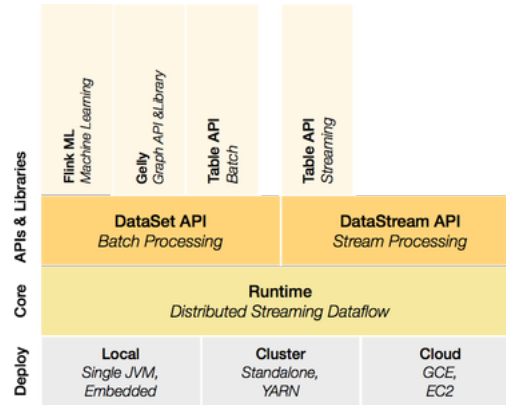 APIs & Libraries
Flink ML
Machine Learning
Gelly
Graph API &Library
Table API
Batch
Table API
Streaming
DataSet API
Batch Processing
DataStream API
Stream Processing
Core
Runtime
Distributed Streaming Dataflow
Deploy
Local
Single JVM,
Embedded
Cluster
Standalone,
YARN
Cloud
GCE,
EC2